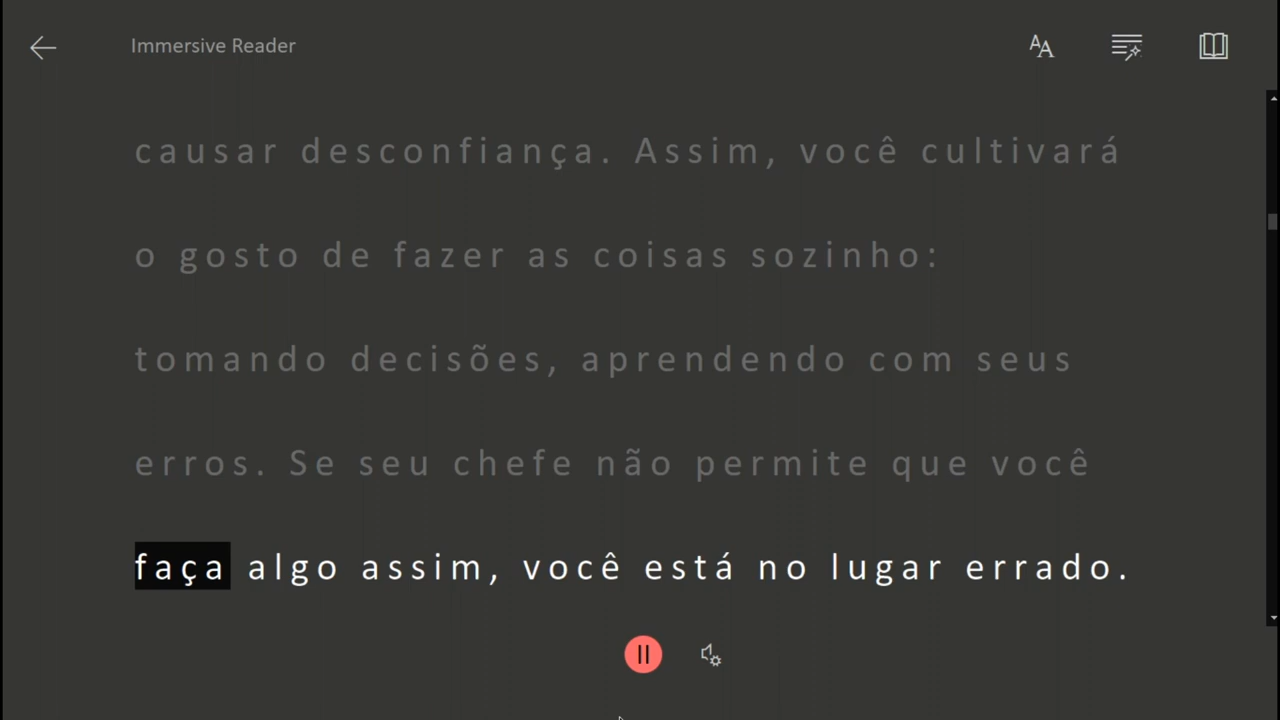 Immersive Reader
causar desconfiança. Assim, você cultivará
o gosto de fazer as coisas sozinho:
tomando decisões, aprendendo com seus
erros. Se seu chefe não permite que você
faça algo assim, você está no lugar errado.